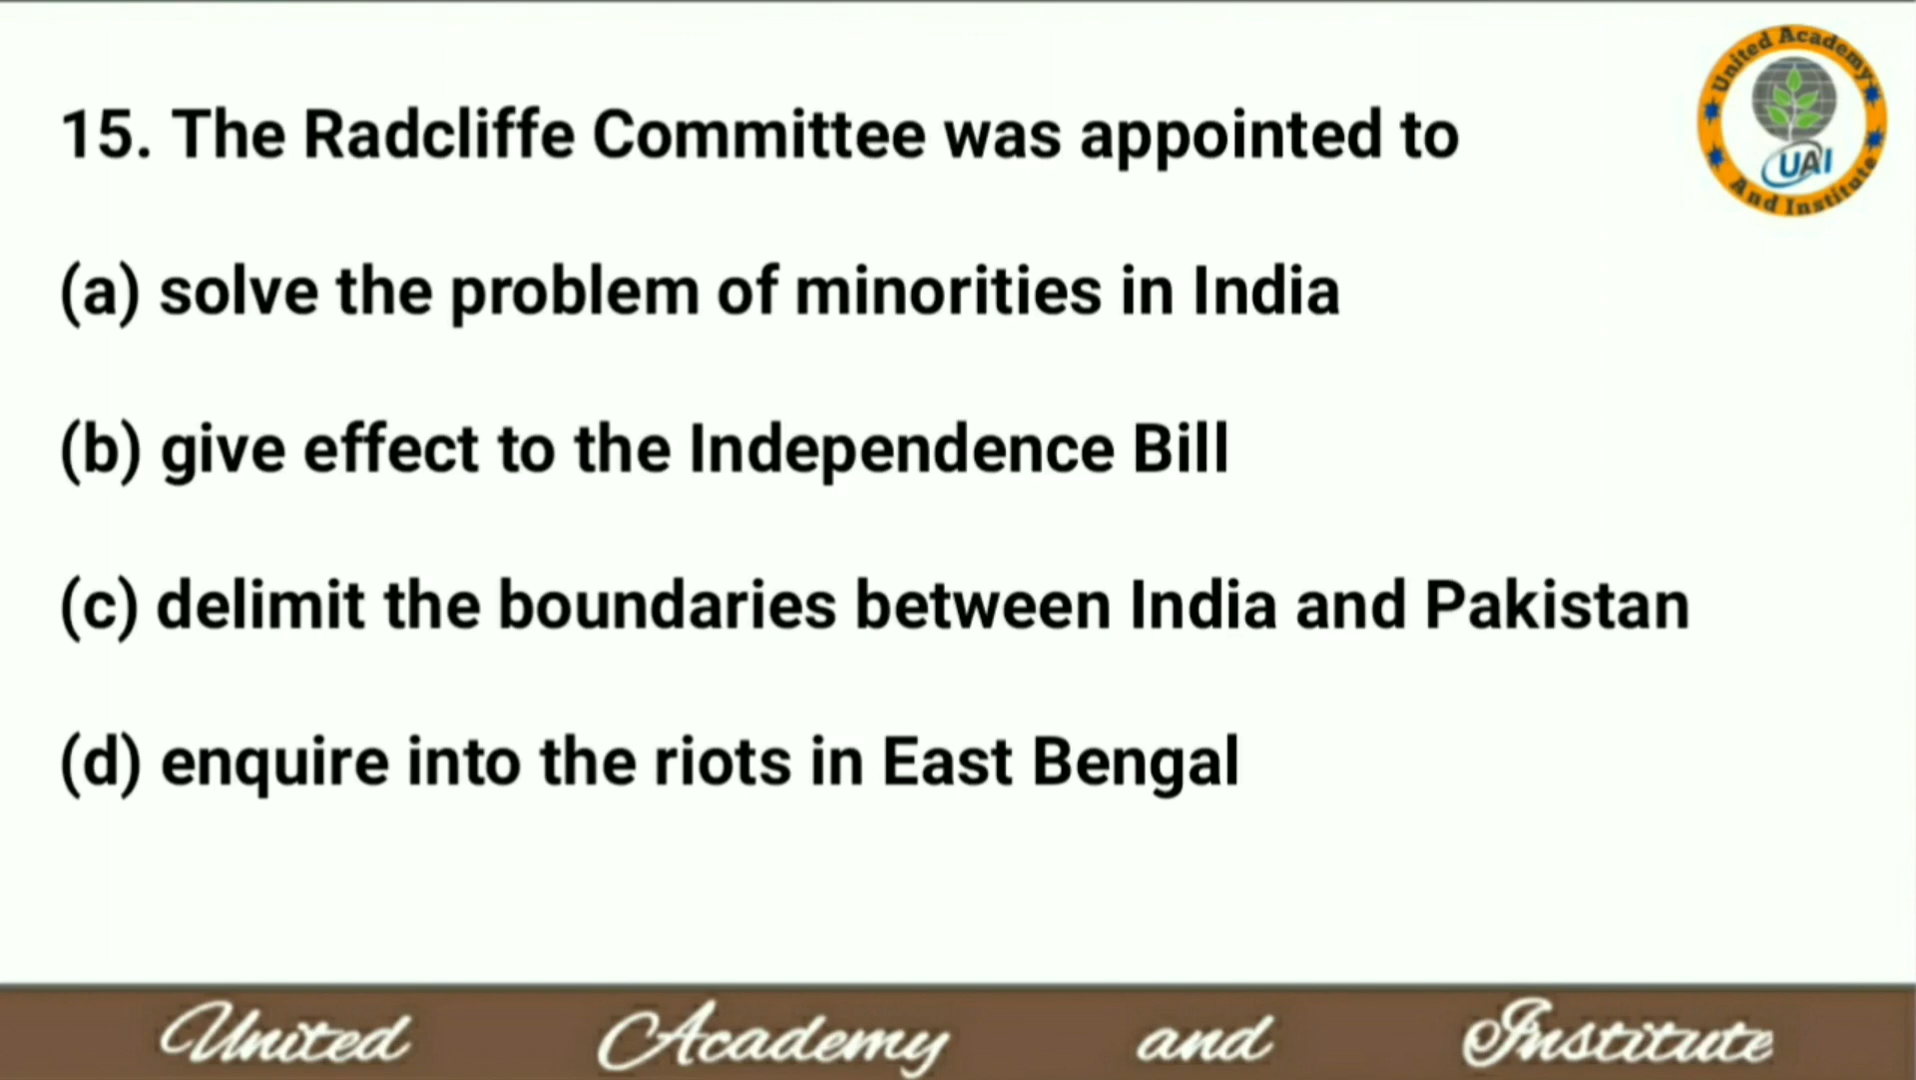 15. The Radcliffe Committee was appointed to
(a) solve the problem of minorities in India
(b) give effect to the Independence Bill
(c) delimit the boundaries between India and Pakistan
(d) enquire into the riots in East Bengal
United Academy
UAI
And Institute
United Academy and Institute